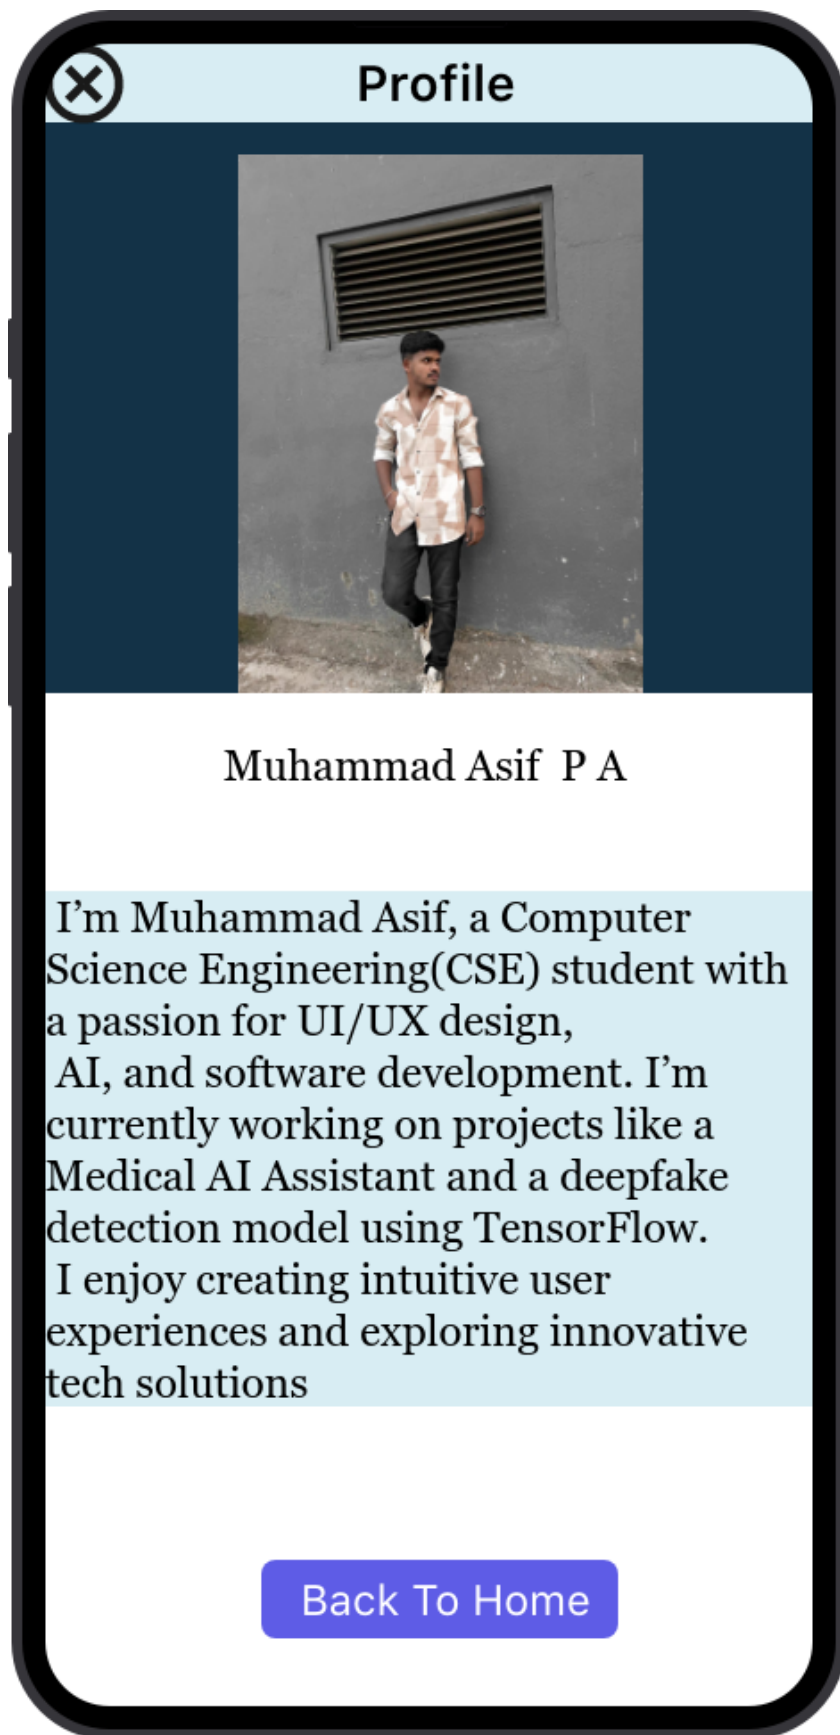 Profile
Muhammad Asif  P A
I’m Muhammad Asif, a Computer
Science Engineering(CSE) student with
a passion for UI/UX design,
AI, and software development. I’m
currently working on projects like a
Medical AI Assistant and a deepfake
detection model using TensorFlow.
I enjoy creating intuitive user
experiences and exploring innovative
tech solutions
Back To Home